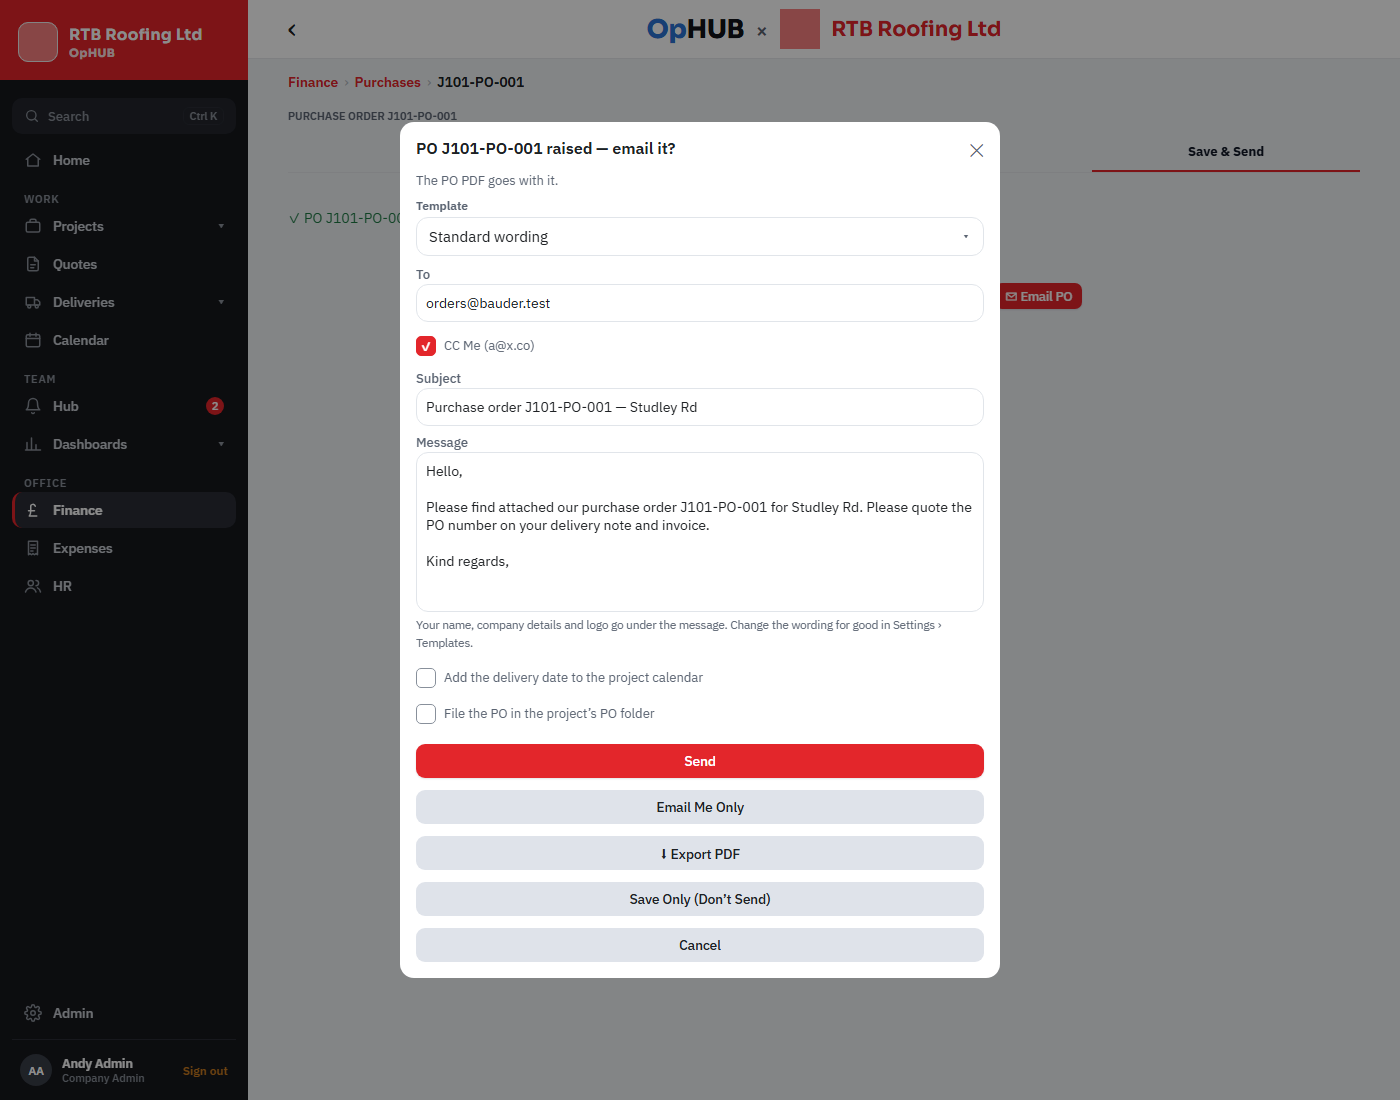 RTB Roofing Ltd
OpHUB
Search
Ctrl K
Home
WORK
Projects
Quotes
Deliveries
Calendar
TEAM
Hub
2
Dashboards
OFFICE
Finance
Expenses
HR
Admin
AA
Andy Admin
Company Admin
Sign out
OpHUB × RTB Roofing Ltd
Finance › Purchases › J101-PO-001
PURCHASE ORDER J101-PO-001
Save & Send
✓ PO J101-PO-00
Email PO
PO J101-PO-001 raised — email it?
The PO PDF goes with it.
Template
Standard wording
To
orders@bauder.test
CC Me (a@x.co)
Subject
Purchase order J101-PO-001 — Studley Rd
Message
Hello,
Please find attached our purchase order J101-PO-001 for Studley Rd. Please quote the
PO number on your delivery note and invoice.
Kind regards,
Your name, company details and logo go under the message. Change the wording for good in Settings ›
Templates.
Add the delivery date to the project calendar
File the PO in the project’s PO folder
Send
Email Me Only
⬇ Export PDF
Save Only (Don’t Send)
Cancel